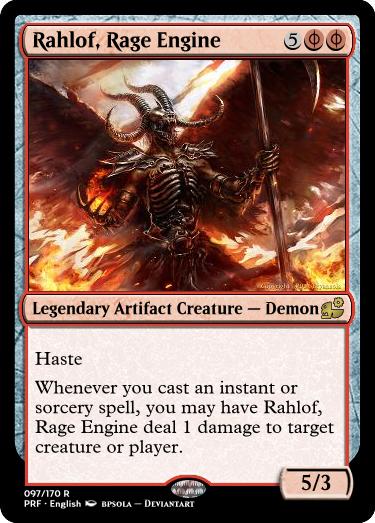 Rahlof, Rage Engine 5
Legendary Artifact Creature — Demon
Haste
Whenever you cast an instant or
sorcery spell, you may have Rahlof,
Rage Engine deal 1 damage to target
creature or player.
5/3
097/170 R
PRF • English BPSOLA — DEVIANTART